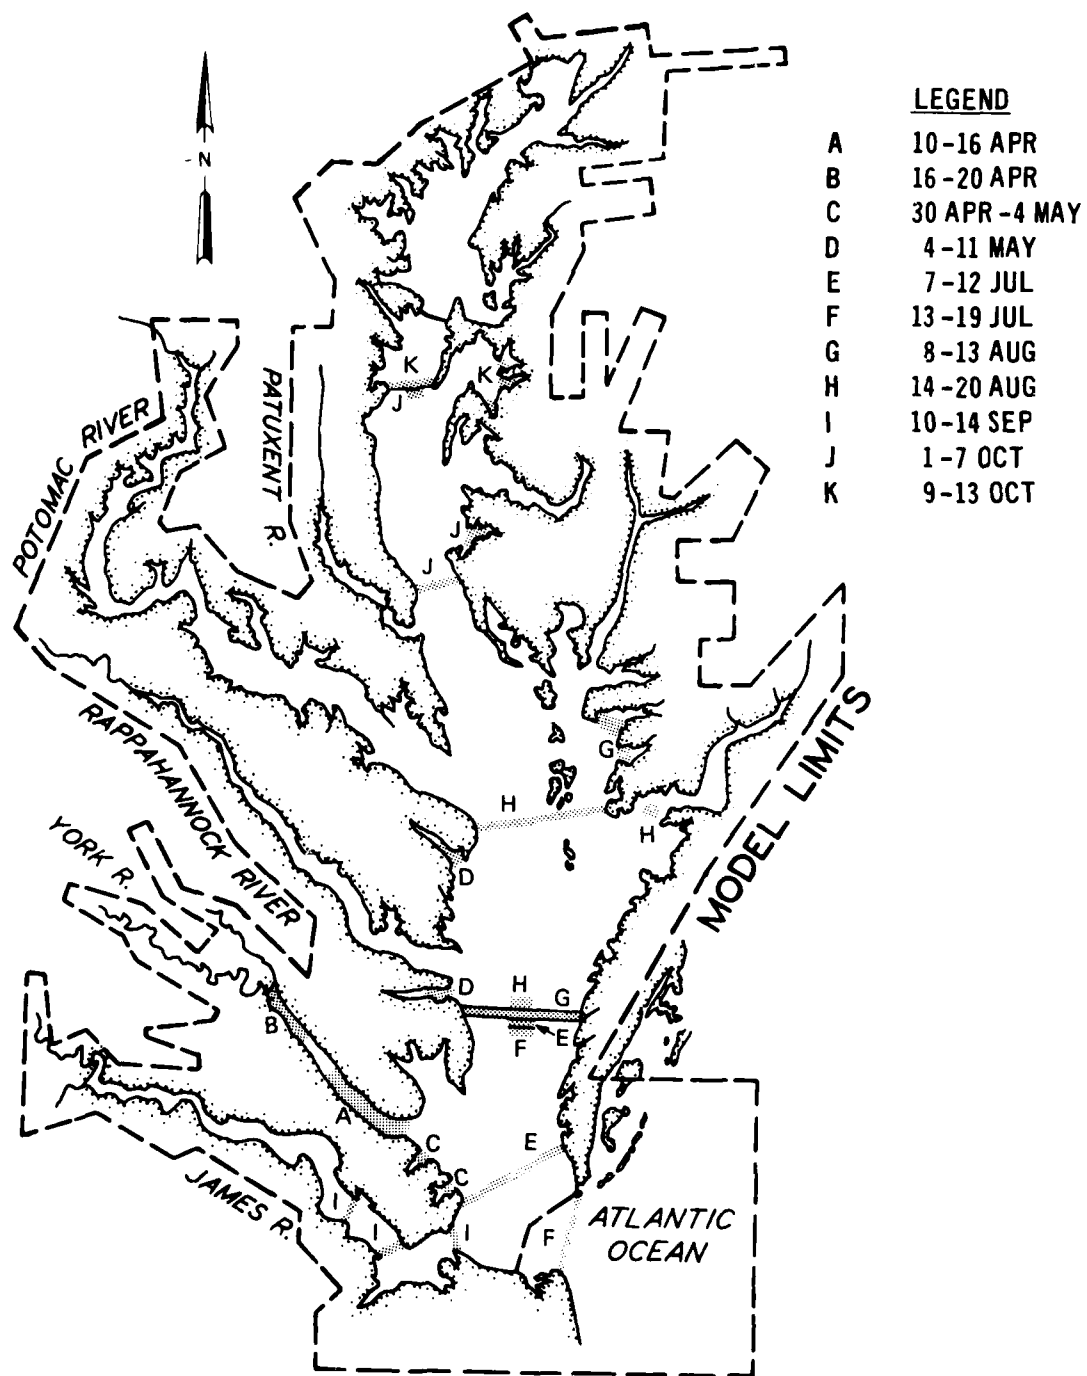 LEGEND
A 10-16 APR
B 16-20 APR
C 30 APR-4 MAY
D 4-11 MAY
E 7-12 JUL
F 13-19 JUL
G 8-13 AUG
H 14-20 AUG
I 10-14 SEP
J 1-7 OCT
K 9-13 OCT
N
POTOMAC RIVER
PATUXENT R.
K
K
J
J
J
G
RAPPAHANNOCK RIVER
H
H
MODEL LIMITS
YORK R.
D
D
H
G
B
E
F
A
C
E
C
JAMES R.
I
I
I
F
ATLANTIC
OCEAN